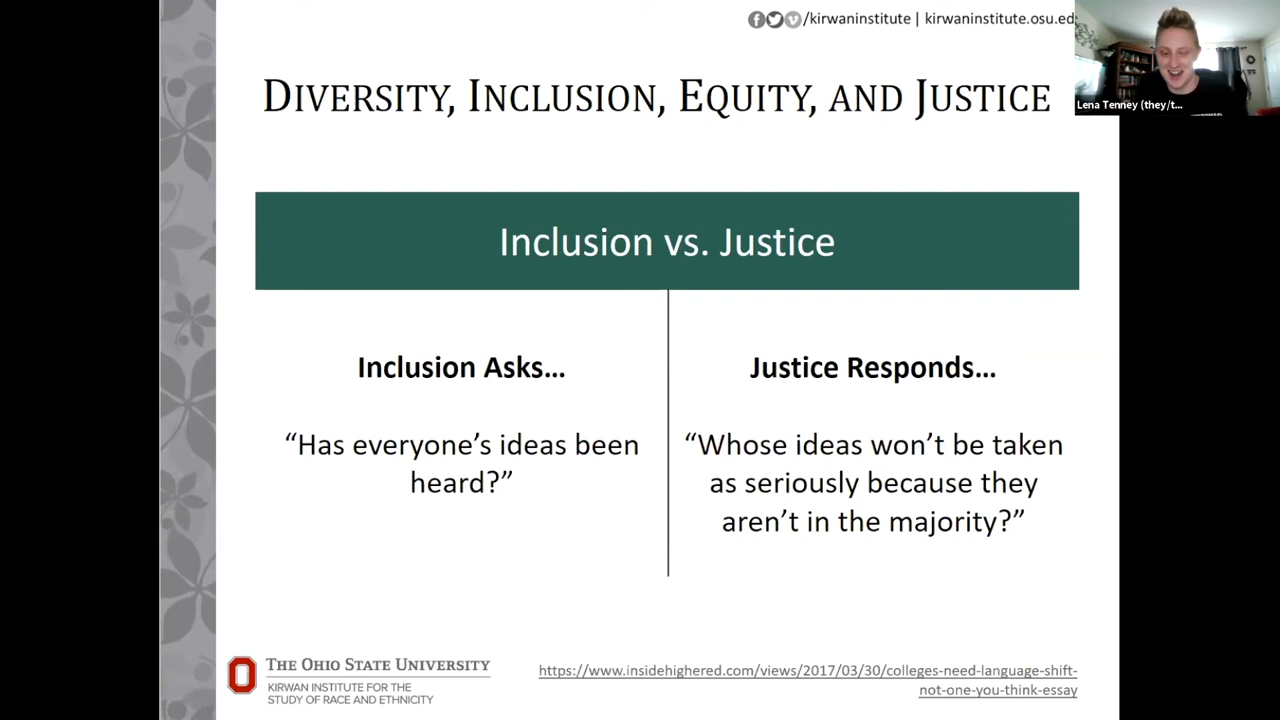 /kirwaninstitute | kirwaninstitute.osu.ed
DIVERSITY, INCLUSION, EQUITY, AND JUSTICE
Lena Tenney (they/t...
Inclusion vs. Justice
Inclusion Asks...
“Has everyone’s ideas been
heard?”
Justice Responds...
“Whose ideas won’t be taken
as seriously because they
aren’t in the majority?”
THE OHIO STATE UNIVERSITY
KIRWAN INSTITUTE FOR THE
STUDY OF RACE AND ETHNICITY
https://www.insidehighered.com/views/2017/03/30/colleges-need-language-shift-
not-one-you-think-essay